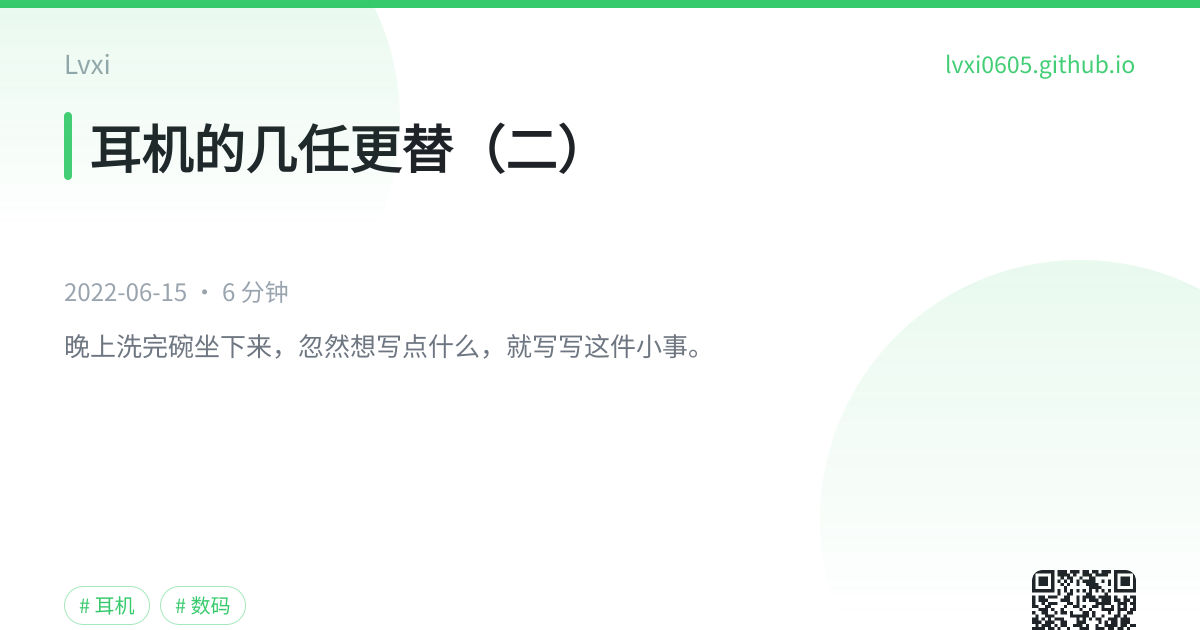 Lvxi
lvxi0605.github.io
耳机的几任更替（二）
2022-06-15 · 6 分钟
晚上洗完碗坐下来，忽然想写点什么，就写写这件小事。
# 耳机
# 数码